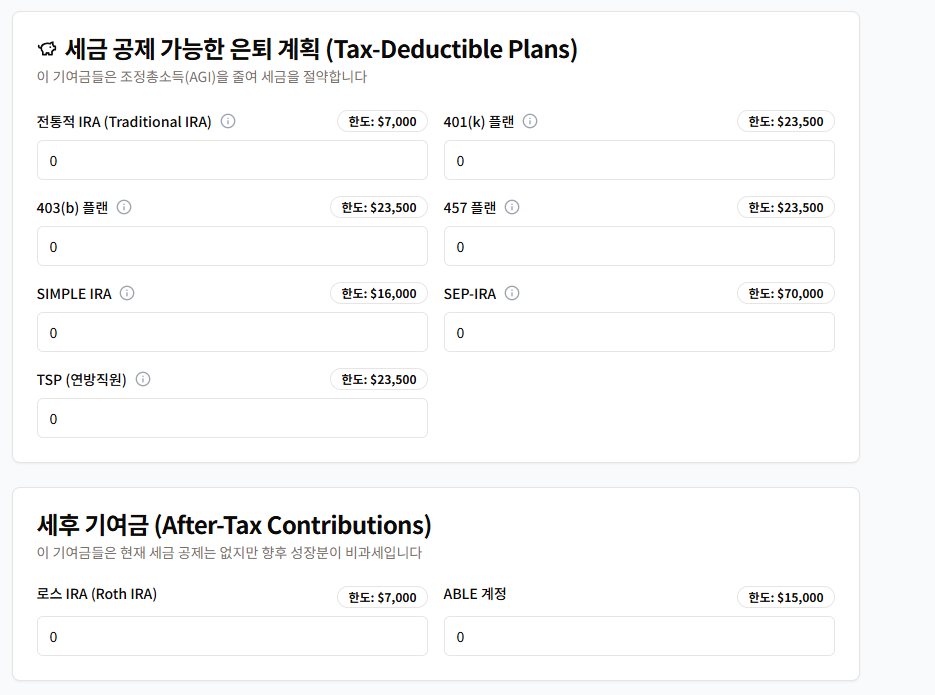 세금 공제 가능한 은퇴 계획 (Tax-Deductible Plans)
이 기여금들은 조정총소득(AGI)을 줄여 세금을 절약합니다
전통적 IRA (Traditional IRA) 한도: $7,000
401(k) 플랜 한도: $23,500
0
0
403(b) 플랜 한도: $23,500
457 플랜 한도: $23,500
0
0
SIMPLE IRA 한도: $16,000
SEP-IRA 한도: $70,000
0
0
TSP (연방직원) 한도: $23,500
0
세후 기여금 (After-Tax Contributions)
이 기여금들은 현재 세금 공제는 없지만 향후 성장분이 비과세입니다
로스 IRA (Roth IRA) 한도: $7,000
ABLE 계정 한도: $15,000
0
0